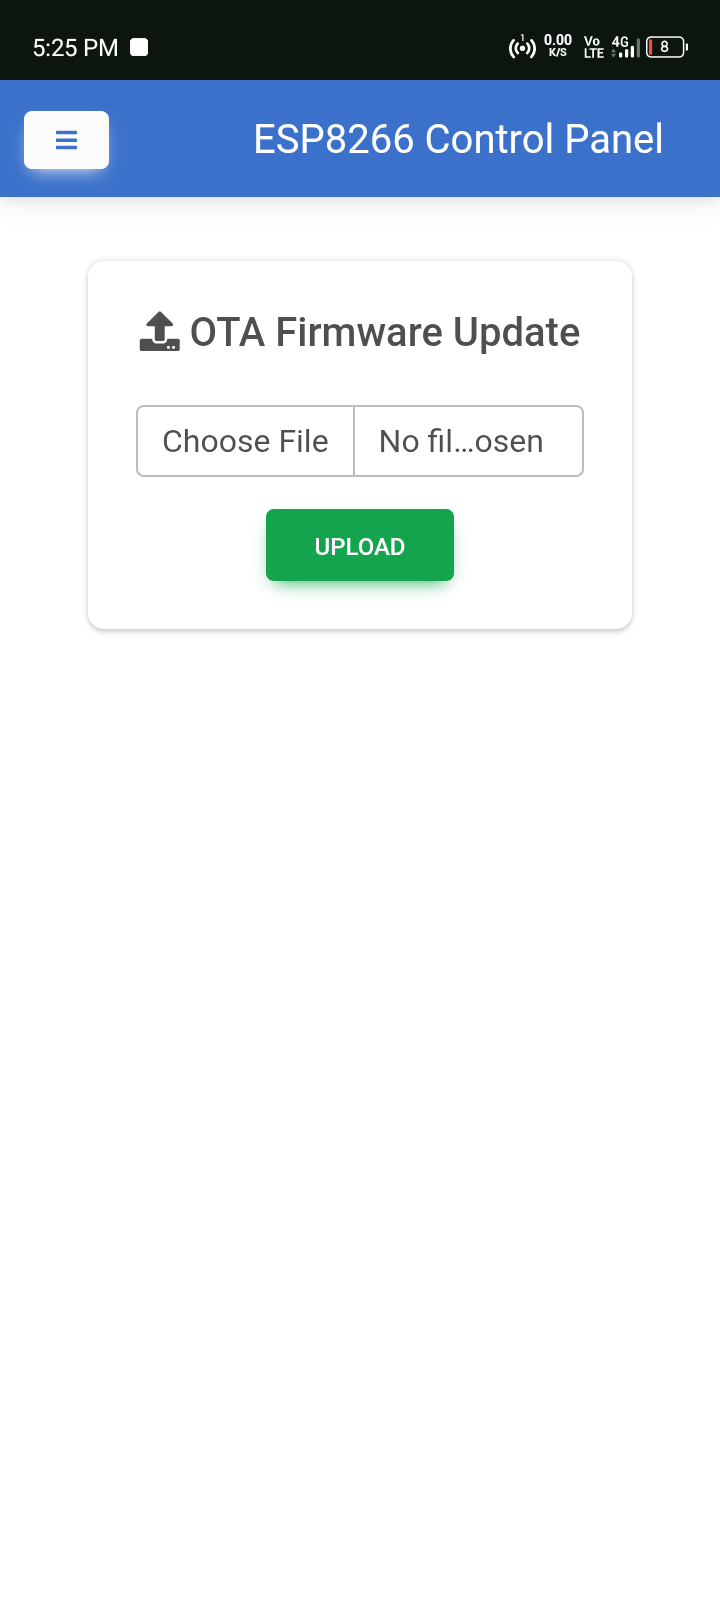 5:25 PM
1
0.00 K/S Vo LTE 4G 8
ESP8266 Control Panel
OTA Firmware Update
Choose File No fil...osen
UPLOAD